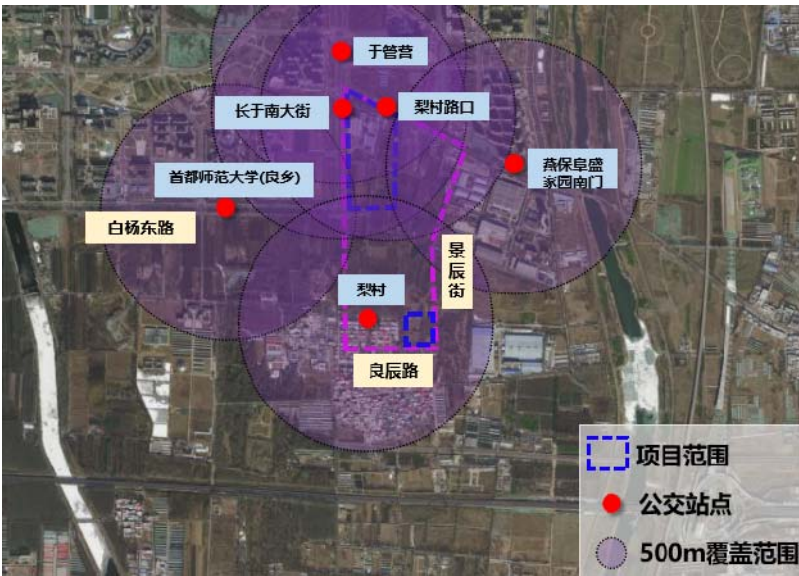 于管营
长于南大街
梨村路口
首都师范大学(良乡)
燕保阜盛
家园南门
白杨东路
景
辰
街
梨村
良辰路
项目范围
公交站点
500m覆盖范围